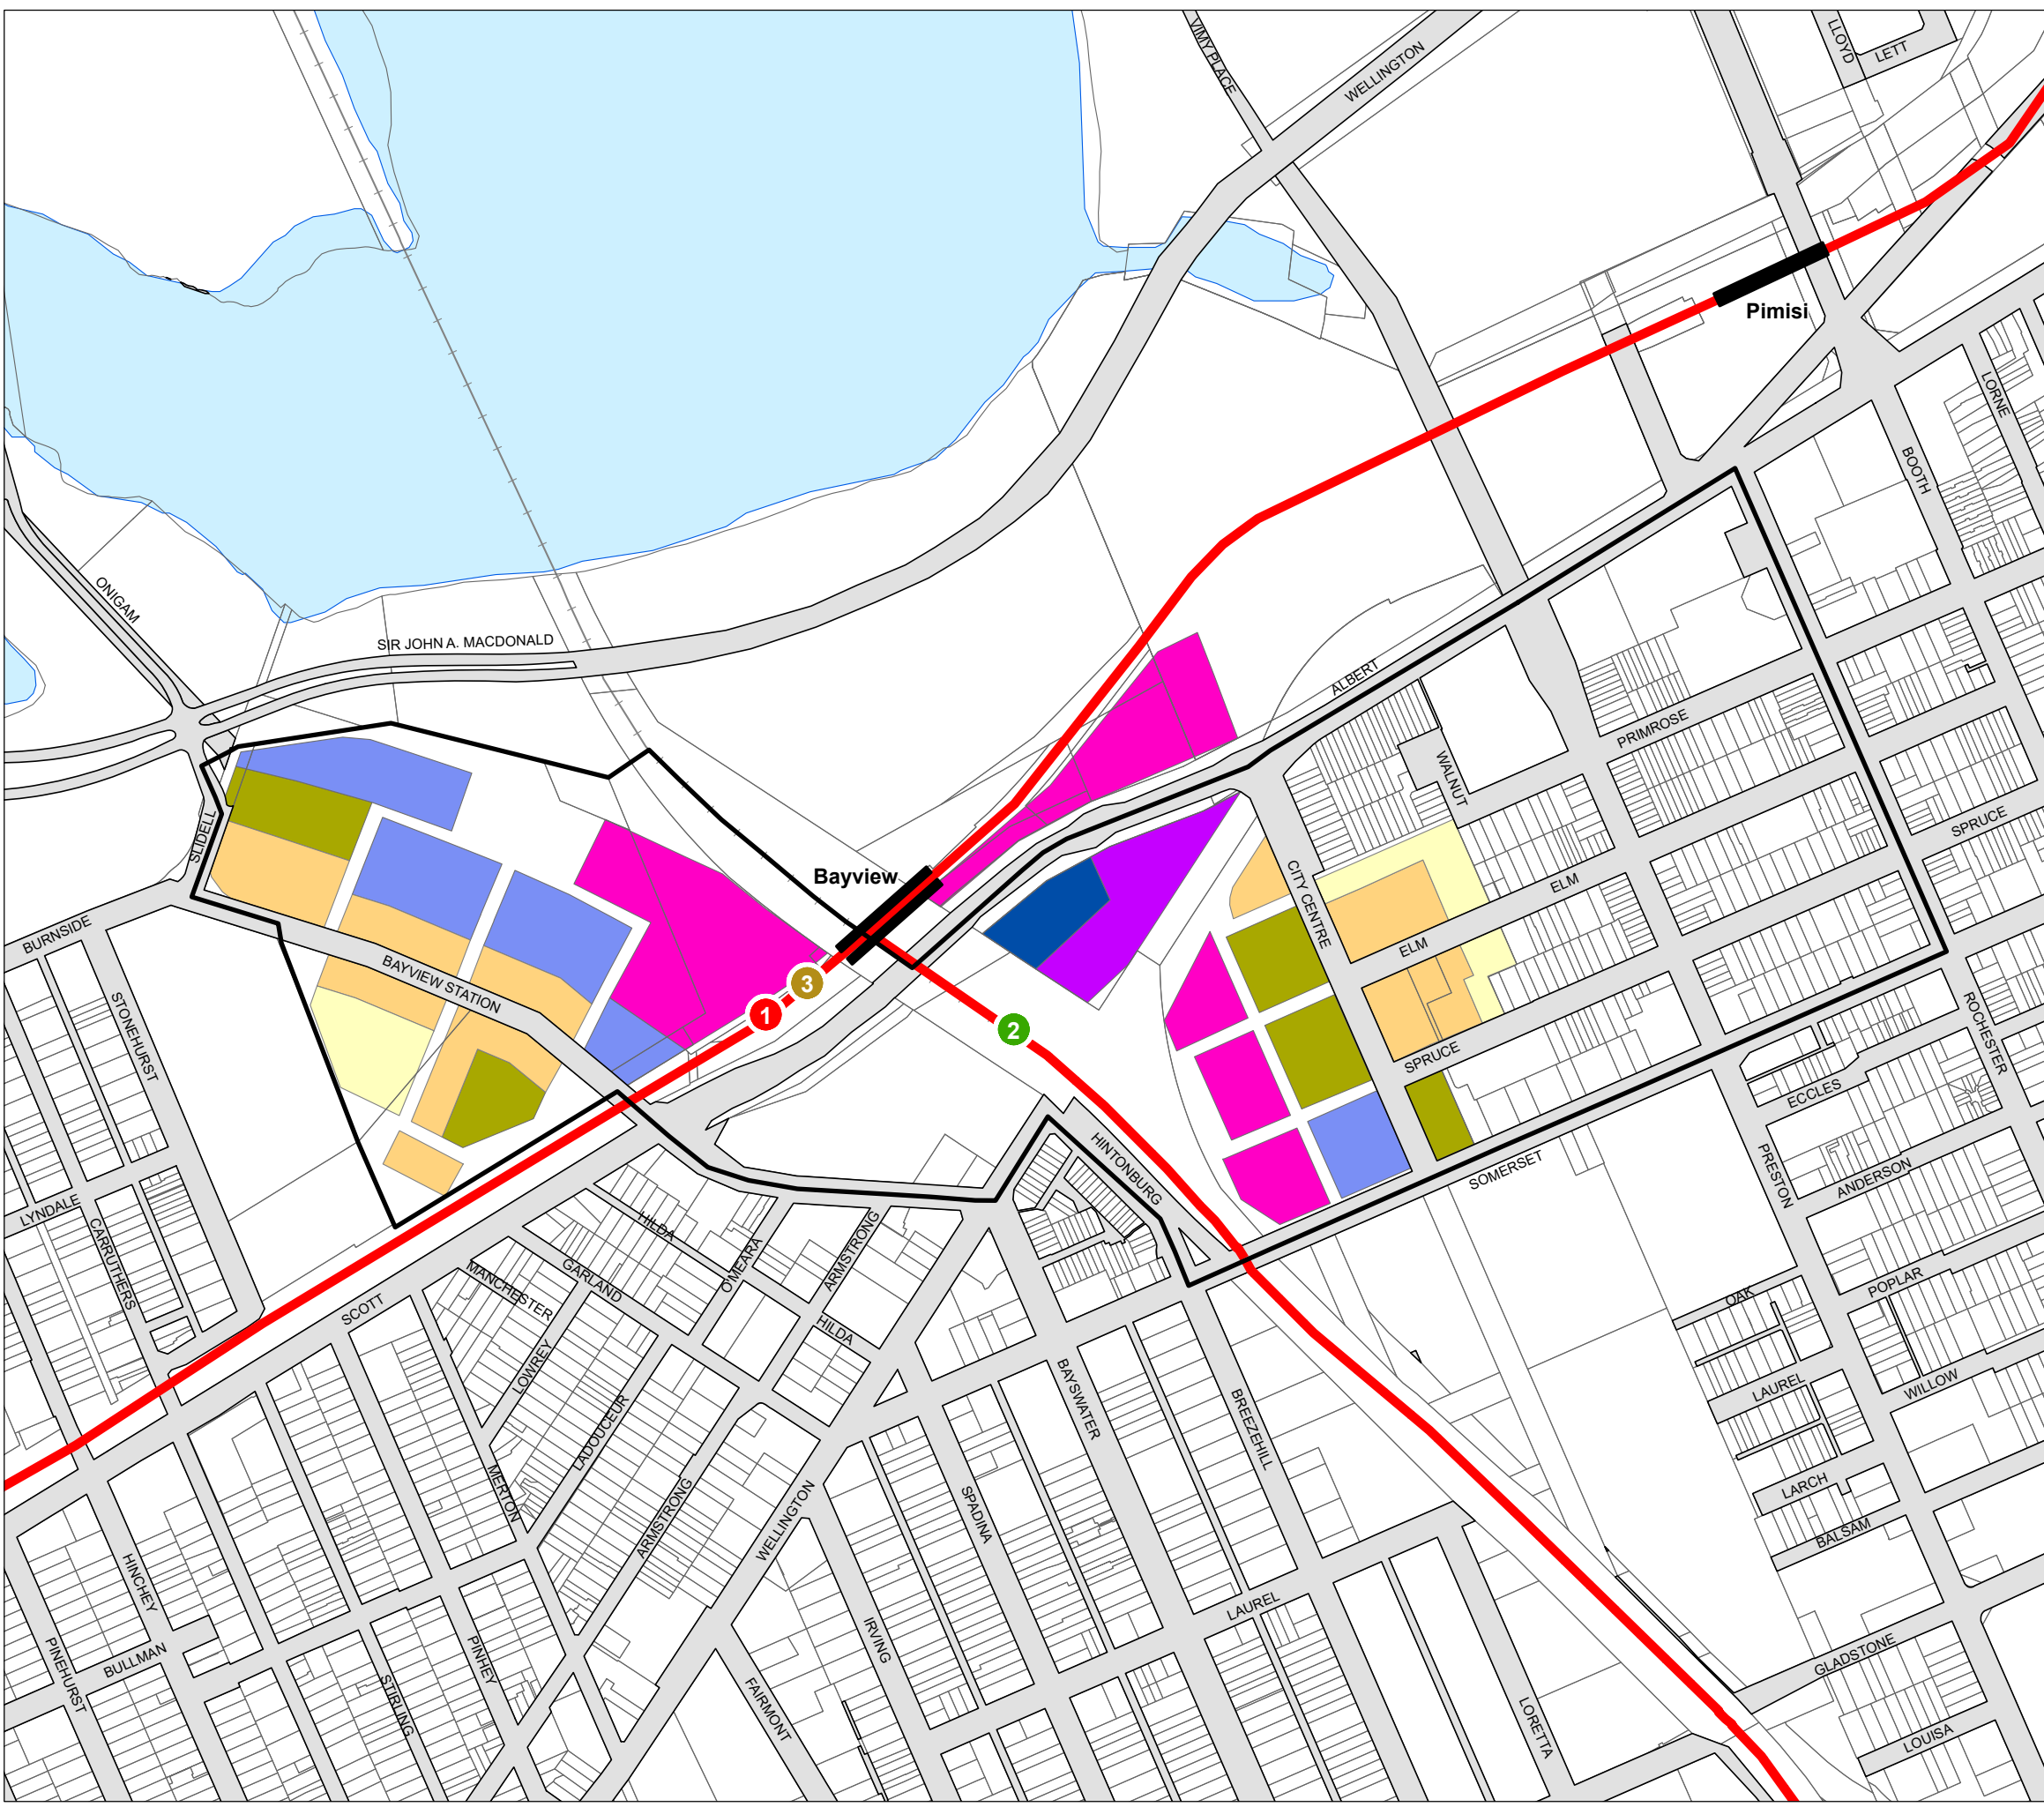 VIMY PLACE
WELLINGTON
LLOYD
LETT
Pimisi
LORNE
BOOTH
ONIGAM
SIR JOHN A. MACDONALD
ALBERT
PRIMROSE
WALNUT
SPRUCE
SLIDELL
Bayview
CITY CENTRE
ELM
ELM
BURNSIDE
BAYVIEW STATION
STONEHURST
3
1
2
SPRUCE
ROCHESTER
ECCLES
HINTONBURG
SOMERSET
PRESTON
ANDERSON
LYNDALE
CARRUTHERS
HILDA
O'MEARA
ARMSTRONG
GARLAND
MANCHESTER
SCOTT
HILDA
OAK
POPLAR
LOWREY
LADOUCEUR
BAYSWATER
BREEZEHILL
LAUREL
WILLOW
MERTON
ARMSTRONG
WELLINGTON
SPADINA
LARCH
BALSAM
HINCHEY
LAUREL
IRVING
PINEHURST
BULLMAN
STIRLING
PINHEY
FAIRMONT
LORETTA
GLADSTONE
LOUISA